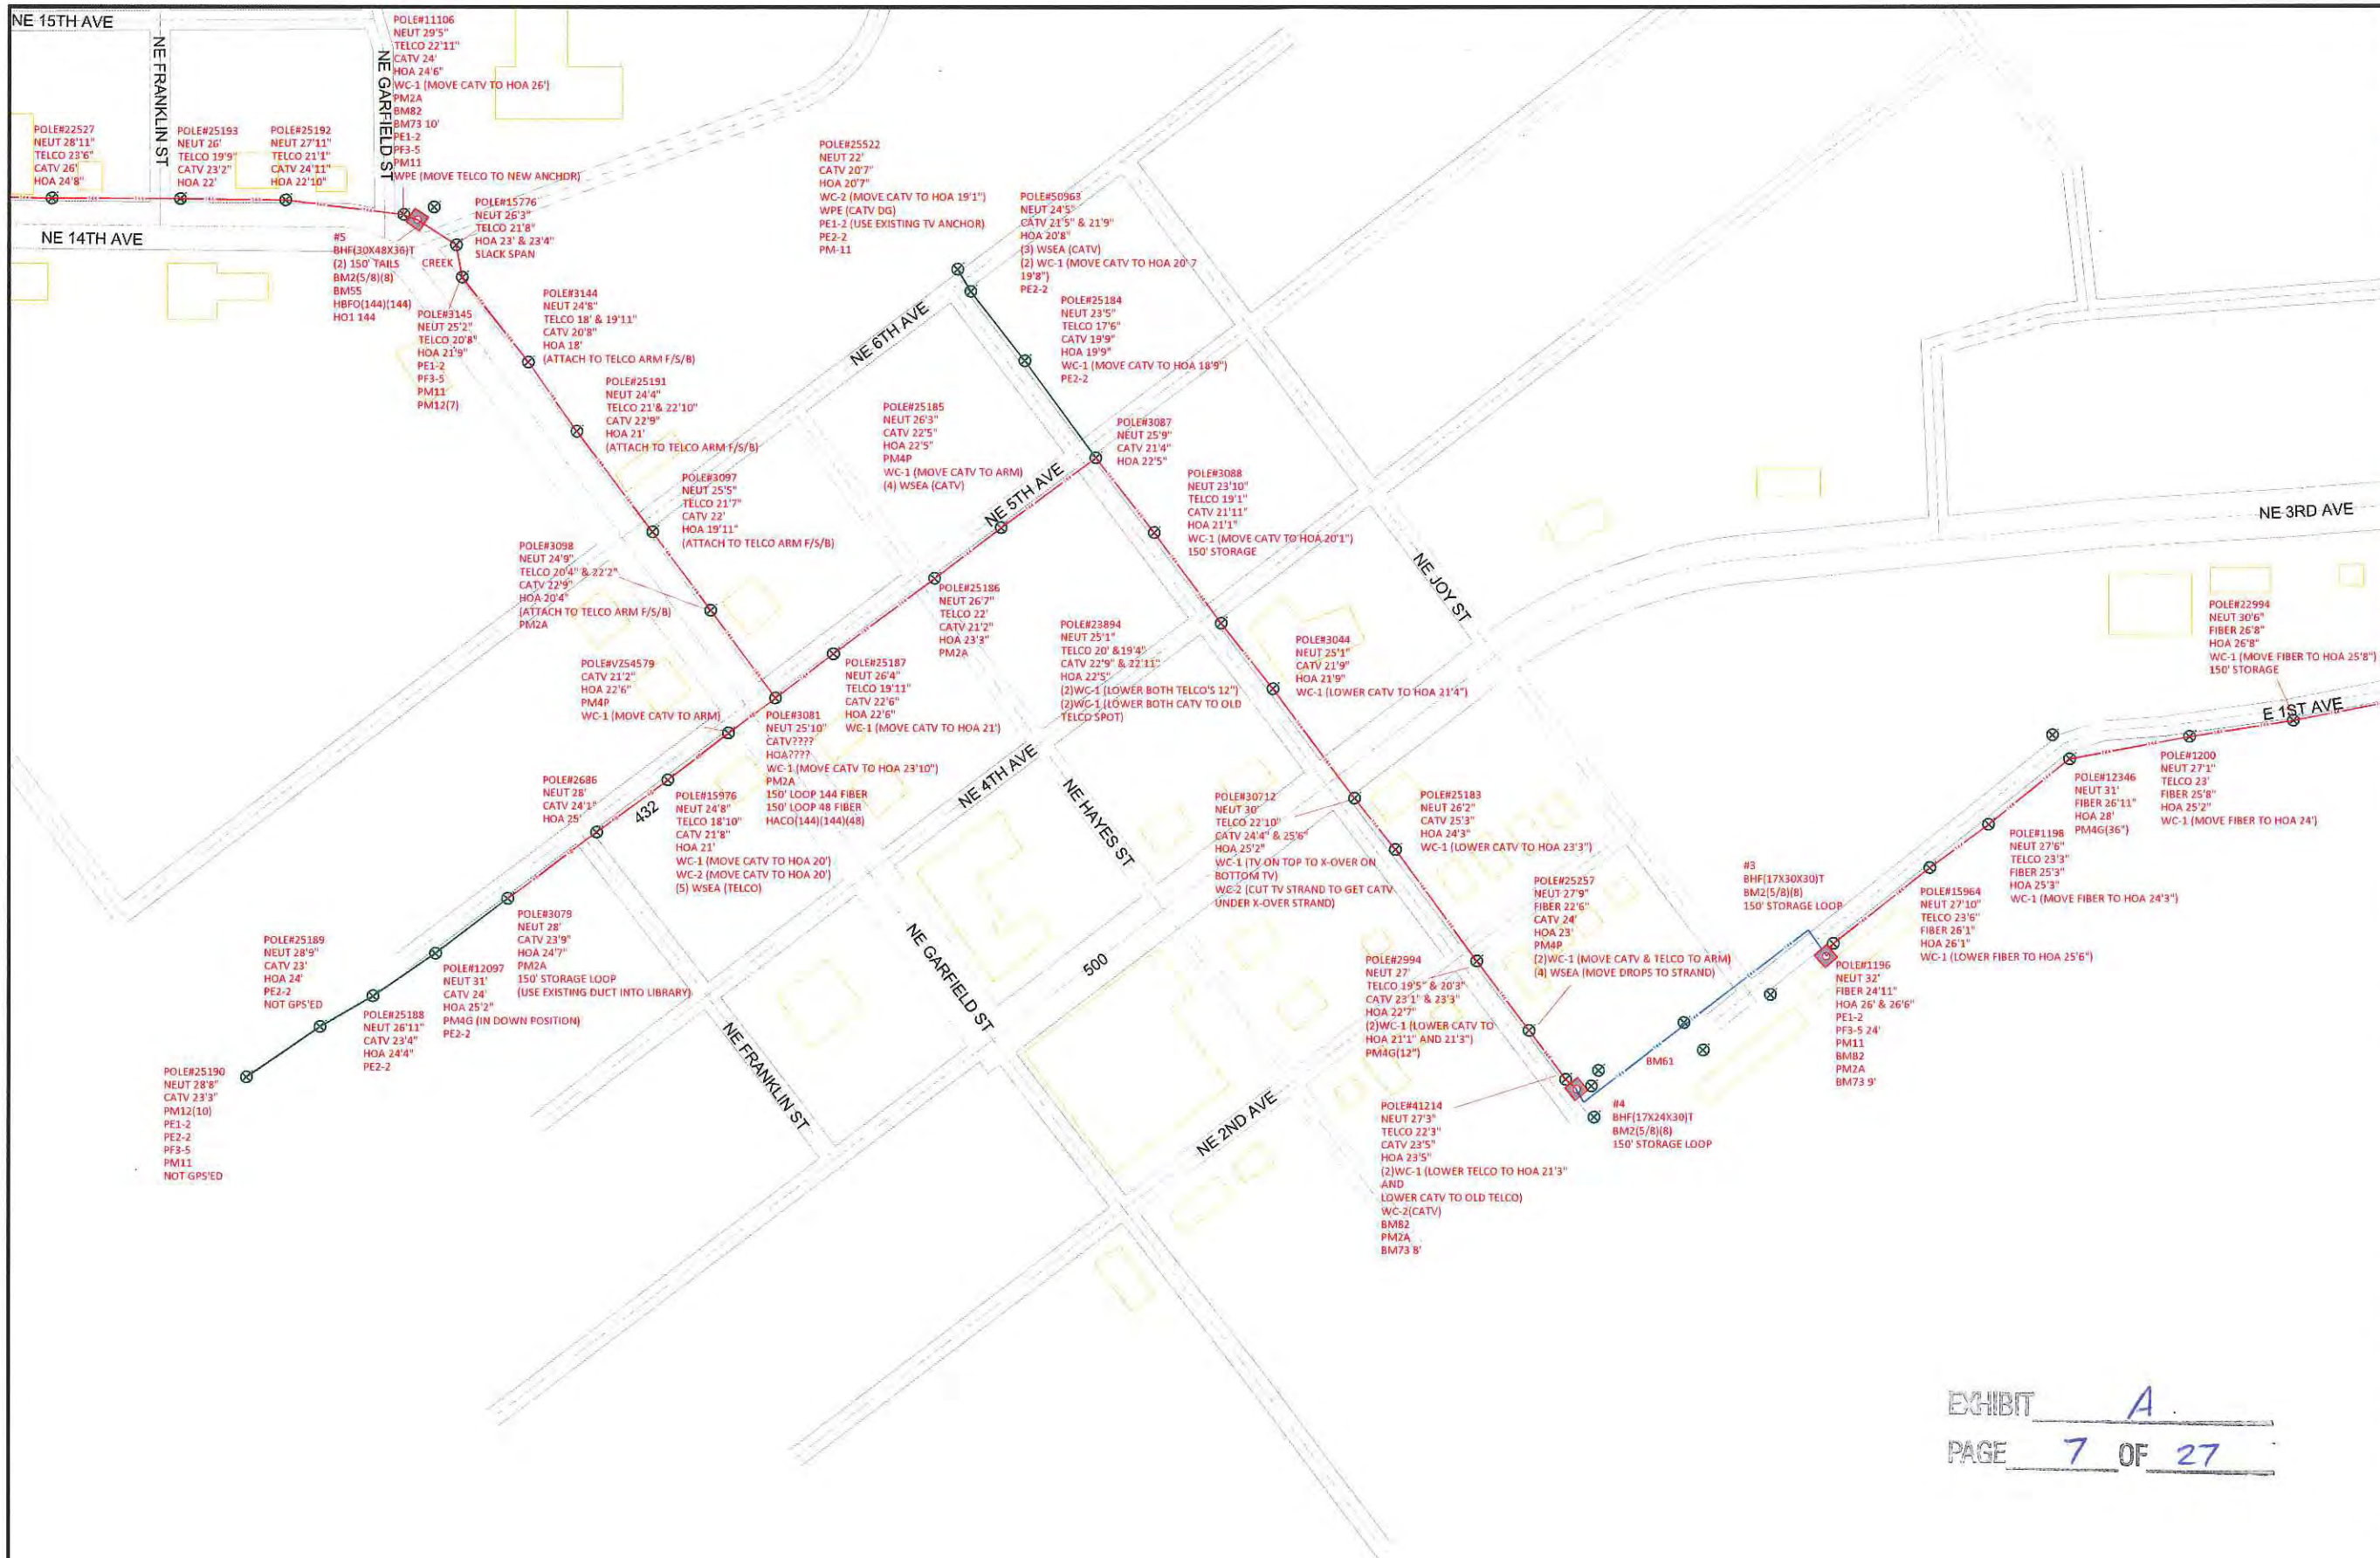 NE 15TH AVE
NE FRANKLIN ST
NE GARFIELD ST
POLE#11106
NEUT 29'5"
TELCO 22'11"
CATV 24'
HOA 24'6"
WC-1 (MOVE CATV TO HOA 26')
PM2A
BM82
BM73 10'
PE1-2
PF3-5
PM11
WPE (MOVE TELCO TO NEW ANCHOR)
POLE#22527
NEUT 28'11"
TELCO 23'6"
CATV 26'
HOA 24'8"
POLE#25193
NEUT 26'
TELCO 19'9"
CATV 23'2"
HOA 22'
POLE#25192
NEUT 27'11"
TELCO 21'1"
CATV 24'11"
HOA 22'10"
NE 14TH AVE
POLE#15776
NEUT 26'3"
TELCO 21'8"
HOA 23' & 23'4"
SLACK SPAN
#5
BHF(30X48X36)T
(2) 150' TAILS
BM2(5/8)(8)
BM55
HBFO(144)(144)
HO1 144
CREEK
POLE#3145
NEUT 25'2"
TELCO 20'8"
HOA 21'9"
PE1-2
PF3-5
PM11
PM12(7)
POLE#3144
NEUT 24'8"
TELCO 18' & 19'11"
CATV 20'8"
HOA 18'
(ATTACH TO TELCO ARM F/S/B)
POLE#25191
NEUT 24'4"
TELCO 21'& 22'10"
CATV 22'9"
HOA 21'
(ATTACH TO TELCO ARM F/S/B)
POLE#3097
NEUT 25'5"
TELCO 21'7"
CATV 22'
HOA 19'11"
(ATTACH TO TELCO ARM F/S/B)
POLE#3098
NEUT 24'9"
TELCO 20'4" & 22'2"
CATV 22'9"
HOA 20'4"
(ATTACH TO TELCO ARM F/S/B)
PM2A
POLE#25522
NEUT 22'
CATV 20'7"
HOA 20'7"
WC-2 (MOVE CATV TO HOA 19'1")
WPE (CATV DG)
PE1-2 (USE EXISTING TV ANCHOR)
PE2-2
PM-11
POLE#50963
NEUT 24'5"
CATV 21'5" & 21'9"
HOA 20'8"
(3) WSEA (CATV)
(2) WC-1 (MOVE CATV TO HOA 20' 7
19'8")
PE2-2
NE 6TH AVE
POLE#25184
NEUT 23'5"
TELCO 17'6"
CATV 19'9"
HOA 19'9"
WC-1 (MOVE CATV TO HOA 18'9")
PE2-2
POLE#25185
NEUT 26'3"
CATV 22'5"
HOA 22'5"
PM4P
WC-1 (MOVE CATV TO ARM)
(4) WSEA (CATV)
NE 5TH AVE
POLE#3087
NEUT 25'9"
CATV 21'4"
HOA 22'5"
POLE#3088
NEUT 23'10"
TELCO 19'1"
CATV 21'11"
HOA 21'1"
WC-1 (MOVE CATV TO HOA 20'1")
150' STORAGE
NE JOY ST
NE 3RD AVE
POLE#25186
NEUT 26'7"
TELCO 22'
CATV 21'2"
HOA 23'3"
PM2A
POLE#25187
NEUT 26'4"
TELCO 19'11"
CATV 22'6"
HOA 22'6"
WC-1 (MOVE CATV TO HOA 21')
POLE#VZ54579
CATV 21'2"
HOA 22'6"
PM4P
WC-1 (MOVE CATV TO ARM)
POLE#3081
NEUT 25'10"
CATV????
HOA????
WC-1 (MOVE CATV TO HOA 23'10")
PM2A
150' LOOP 144 FIBER
150' LOOP 48 FIBER
HACO(144)(144)(48)
POLE#23894
NEUT 25'1"
TELCO 20' &19'4"
CATV 22'9" & 22'11"
HOA 22'5"
(2)WC-1 (LOWER BOTH TELCO'S 12")
(2)WC-1 (LOWER BOTH CATV TO OLD
TELCO SPOT)
POLE#3044
NEUT 25'1"
CATV 21'9"
HOA 21'9"
WC-1 (LOWER CATV TO HOA 21'4")
POLE#22994
NEUT 30'6"
FIBER 26'8"
HOA 26'8"
WC-1 (MOVE FIBER TO HOA 25'8")
150' STORAGE
E 1ST AVE
POLE#1200
NEUT 27'1"
TELCO 23'
FIBER 25'8"
HOA 25'2"
WC-1 (MOVE FIBER TO HOA 24')
POLE#12346
NEUT 31'
FIBER 26'11"
HOA 28'
PM4G(36")
POLE#1198
NEUT 27'6"
TELCO 23'3"
FIBER 25'3"
HOA 25'3"
WC-1 (MOVE FIBER TO HOA 24'3")
POLE#15964
NEUT 27'10"
TELCO 23'6"
FIBER 26'1"
HOA 26'1"
WC-1 (LOWER FIBER TO HOA 25'6")
#3
BHF(17X30X30)T
BM2(5/8)(8)
150' STORAGE LOOP
POLE#1196
NEUT 32'
FIBER 24'11"
HOA 26' & 26'6"
PE1-2
PF3-5 24'
PM11
BM82
PM2A
BM73 9'
POLE#2686
NEUT 28'
CATV 24'1"
HOA 25'
432
POLE#15976
NEUT 24'8"
TELCO 18'10"
CATV 21'8"
HOA 21'
WC-1 (MOVE CATV TO HOA 20')
WC-2 (MOVE CATV TO HOA 20')
(5) WSEA (TELCO)
NE 4TH AVE
NE HAYES ST
POLE#30712
NEUT 30'
TELCO 22'10"
CATV 24'4" & 25'6"
HOA 25'2"
WC-1 (TV ON TOP TO X-OVER ON
BOTTOM TV)
WC-2 (CUT TV STRAND TO GET CATV
UNDER X-OVER STRAND)
POLE#25183
NEUT 26'2"
CATV 25'3"
HOA 24'3"
WC-1 (LOWER CATV TO HOA 23'3")
POLE#25257
NEUT 27'9"
FIBER 22'6"
CATV 24'
HOA 23'
PM4P
(2)WC-1 (MOVE CATV & TELCO TO ARM)
(4) WSEA (MOVE DROPS TO STRAND)
POLE#2994
NEUT 27'
TELCO 19'5" & 20'3"
CATV 23'1" & 23'3"
HOA 22'7"
(2)WC-1 (LOWER CATV TO
HOA 21'1" AND 21'3")
PM4G(12")
POLE#3079
NEUT 28'
CATV 23'9"
HOA 24'7"
PM2A
150' STORAGE LOOP
(USE EXISTING DUCT INTO LIBRARY)
POLE#25189
NEUT 28'9"
CATV 23'
HOA 24'
PE2-2
NOT GPS'ED
POLE#12097
NEUT 31'
CATV 24'
HOA 25'2"
PM4G (IN DOWN POSITION)
PE2-2
POLE#25188
NEUT 26'11"
CATV 23'4"
HOA 24'4"
PE2-2
POLE#25190
NEUT 28'8"
CATV 23'3"
PM12(10)
PE1-2
PE2-2
PF3-5
PM11
NOT GPS'ED
NE GARFIELD ST
500
NE FRANKLIN ST
NE 2ND AVE
BM61
POLE#41214
NEUT 27'3"
TELCO 22'3"
CATV 23'5"
HOA 23'5"
(2)WC-1 (LOWER TELCO TO HOA 21'3"
AND
LOWER CATV TO OLD TELCO)
WC-2(CATV)
BM82
PM2A
BM73 8'
#4
BHF(17X24X30)T
BM2(5/8)(8)
150' STORAGE LOOP
EXHIBIT A.
PAGE 7 OF 27